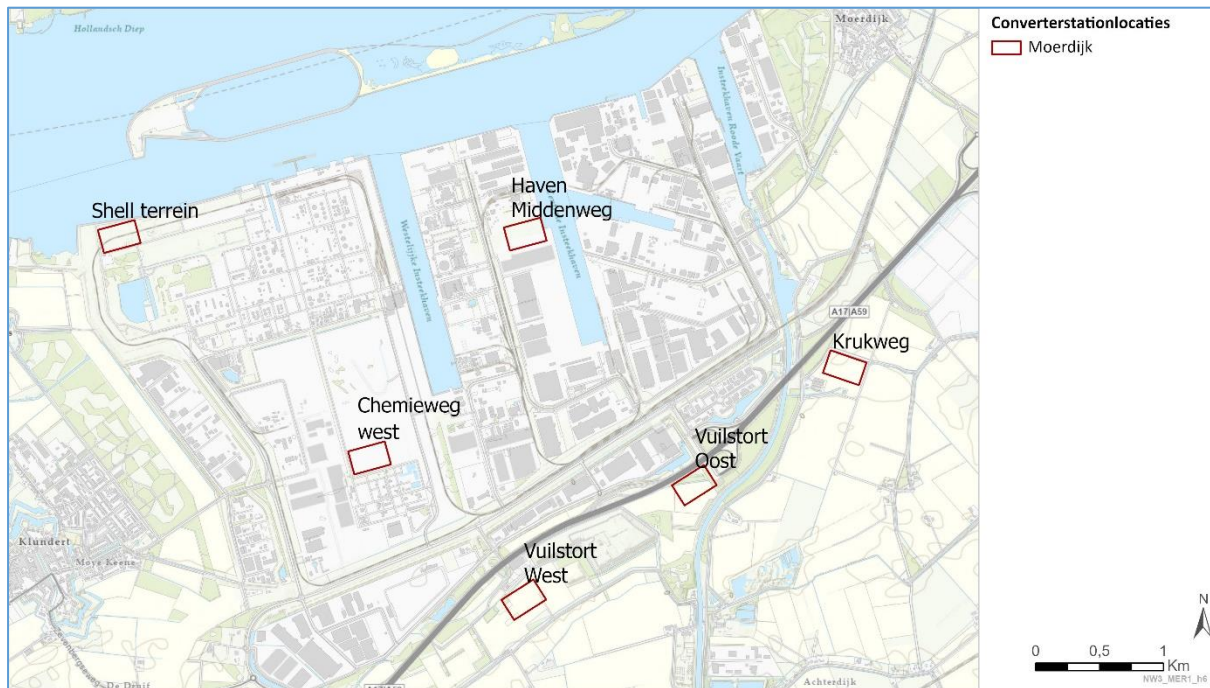 Hollandsch Diep
Moerdijk
Converterstationlocaties
Moerdijk
Insteekhaven Roode Vaart
Shell terrein
Haven
Middenweg
Westelijke Insteekhaven
Insteekhaven
A17|A59
Krukweg
Chemieweg
west
Vuilstort
Oost
Klundert
Moye Keene
Vuilstort
West
De Druif
Achterdijk
N
0 0,5 1
Km
NW3_MER1_h6